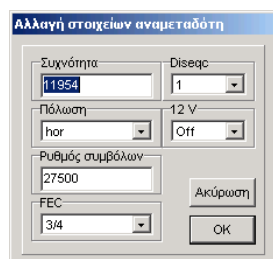 Αλλαγή στοιχείων αναμεταδότη
Συχνότητα
11954
Diseqc
1
Πόλωση
hor
12 V
Off
Ρυθμός συμβόλων
27500
FEC
3/4
Ακύρωση
OK